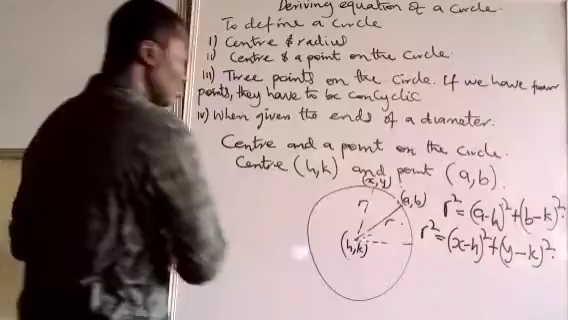 Deriving equation of a circle.
To define a circle
i) Centre & radius
ii) Centre & a point on the circle.
iii) Three points on the circle. If we have four
points, they have to be concyclic
iv) When given the ends of a diameter.
Centre and a point on the circle.
Centre (h,k) and point (a,b).
(x,y)
(a,b)
r
r
(h,k)
r² = (a-h)² + (b-k)².
r² = (x-h)² + (y-k)².